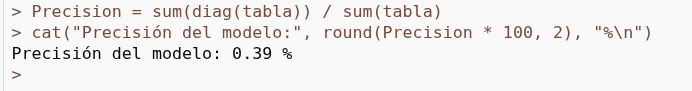 > Precision = sum(diag(tabla)) / sum(tabla)
> cat("Precisión del modelo:", round(Precision * 100, 2), "%\n")
Precisión del modelo: 0.39 %
>